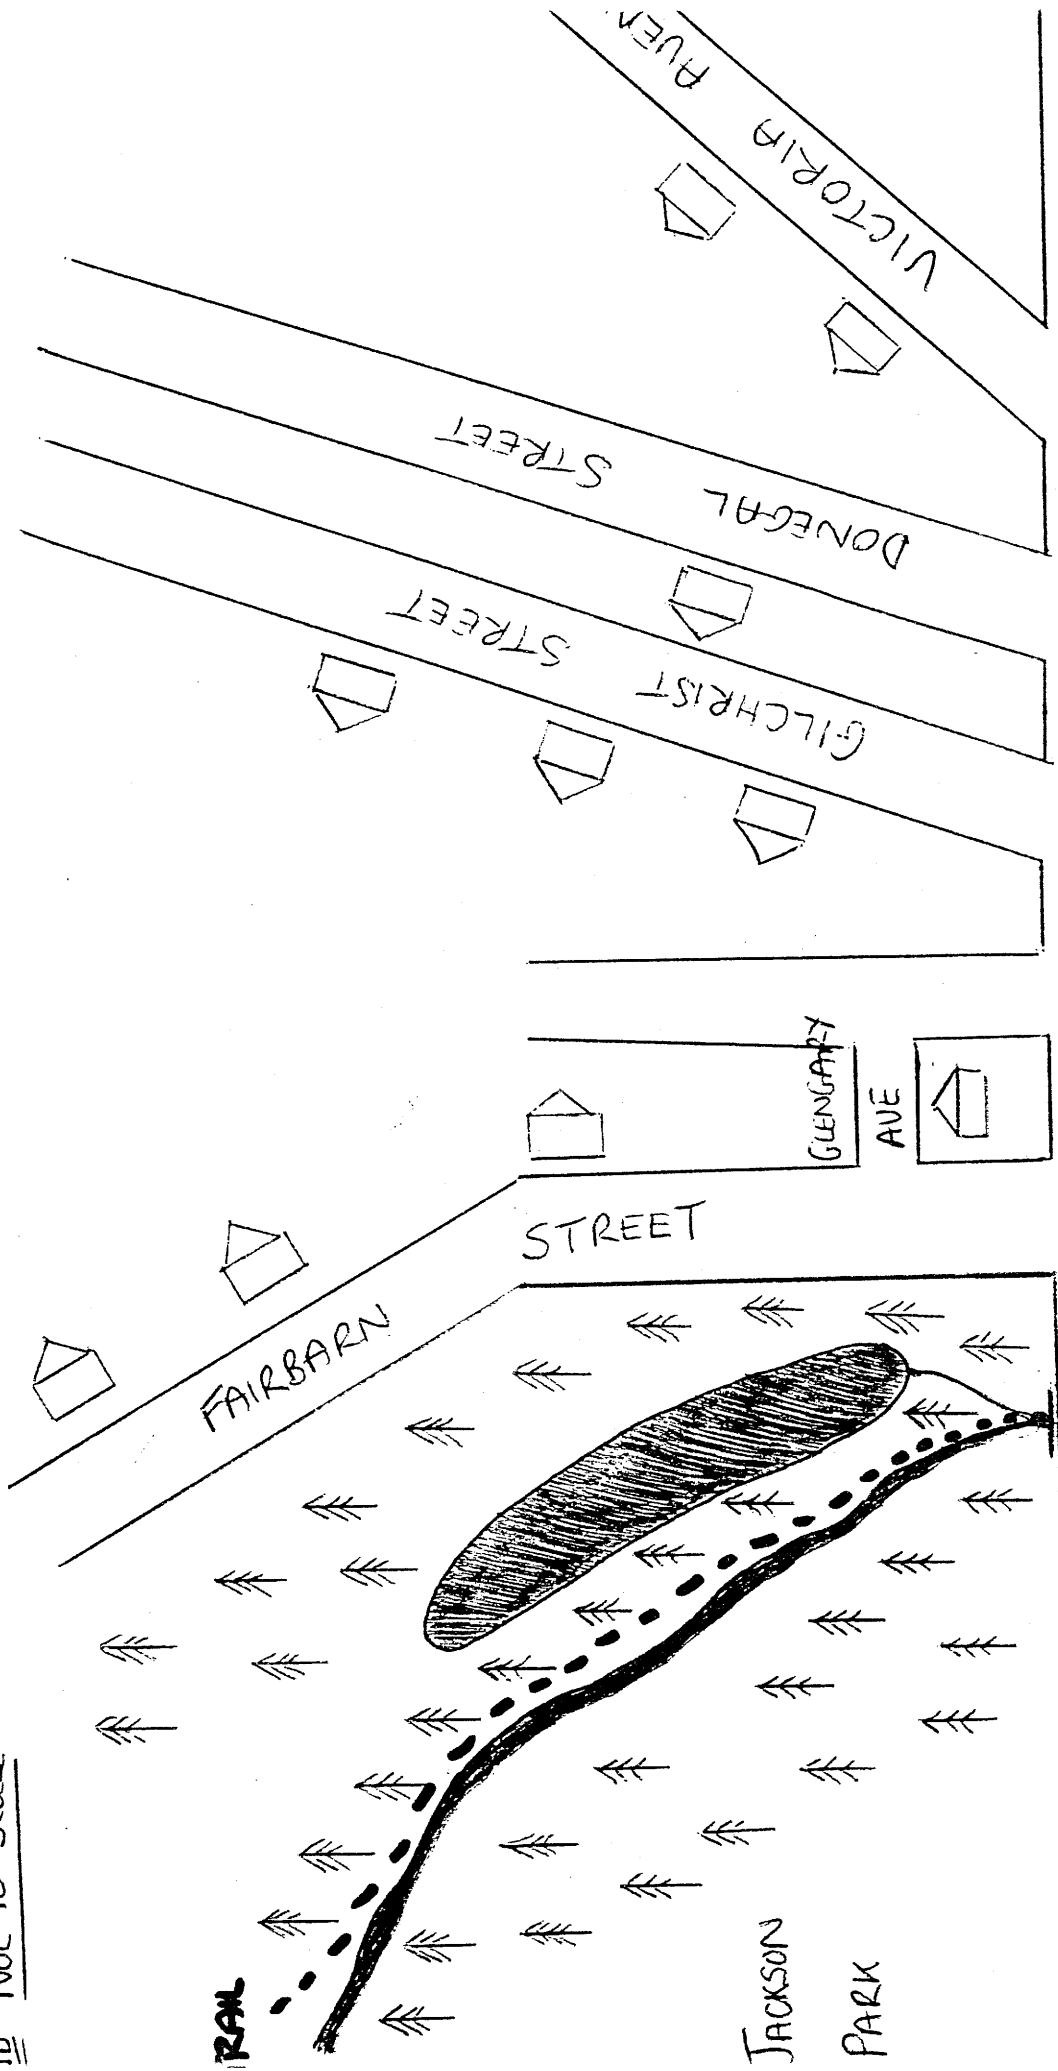 VICTORIA
DONEGAL
STREET
GILCHRIST
STREET
GLENGARY
AVE
FAIRBARN
STREET
JACKSON
PARK